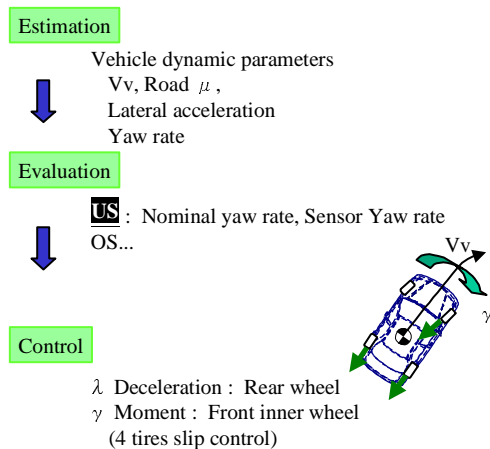 Estimation
Vehicle dynamic parameters
Vv, Road μ,
Lateral acceleration
Yaw rate
Evaluation
US : Nominal yaw rate, Sensor Yaw rate
OS...
Vv
γ
Control
λ Deceleration : Rear wheel
γ Moment : Front inner wheel
(4 tires slip control)